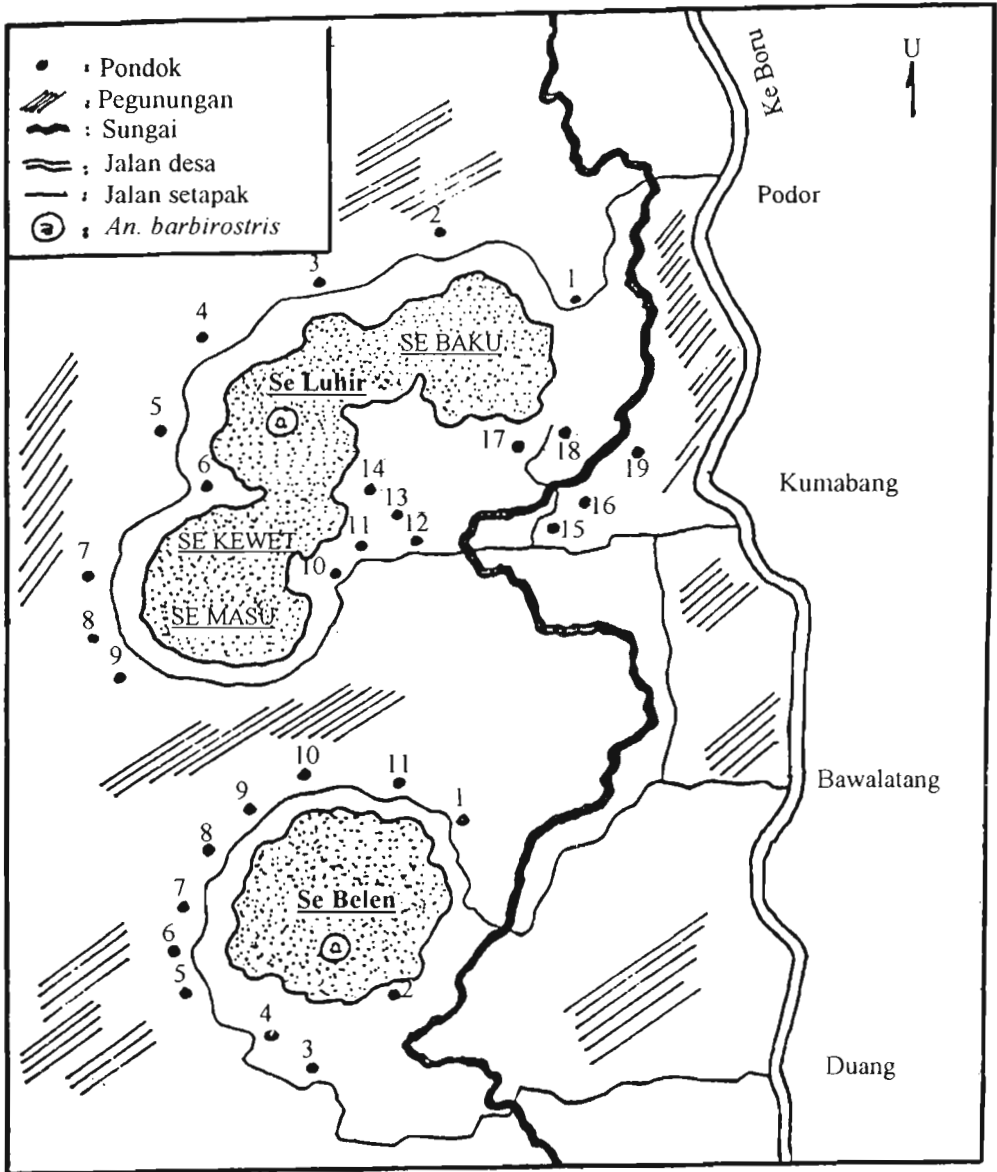 : Pondok
: Pegunungan
: Sungai
: Jalan desa
: Jalan setapak
a : An. barbirostris
U
Ke Boru
Podor
2
3
1
4
SE BAKU
Se Luhir
a
5
17
18
19
6
14
Kumabang
13
16
SE KEWET
11
12
15
10
7
SE MASU
8
9
10
11
Bawalatang
9
1
8
Se Belen
7
a
6
5
2
4
3
Duang